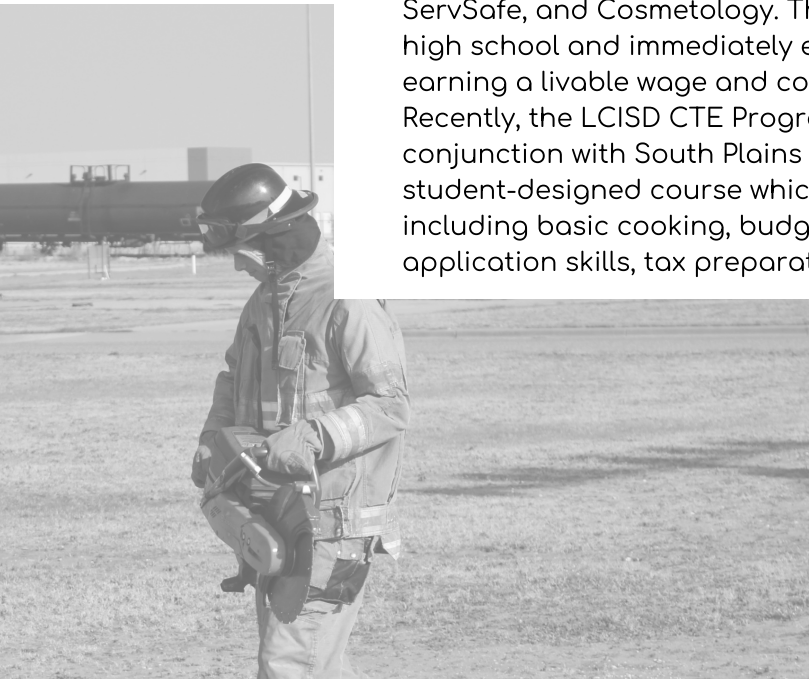 ServSafe, and Cosmetology.
high school and immediately
earning a livable wage and
Recently, the LCISD CTE
conjunction with South Plains
student-designed course
including basic cooking,
application skills, tax